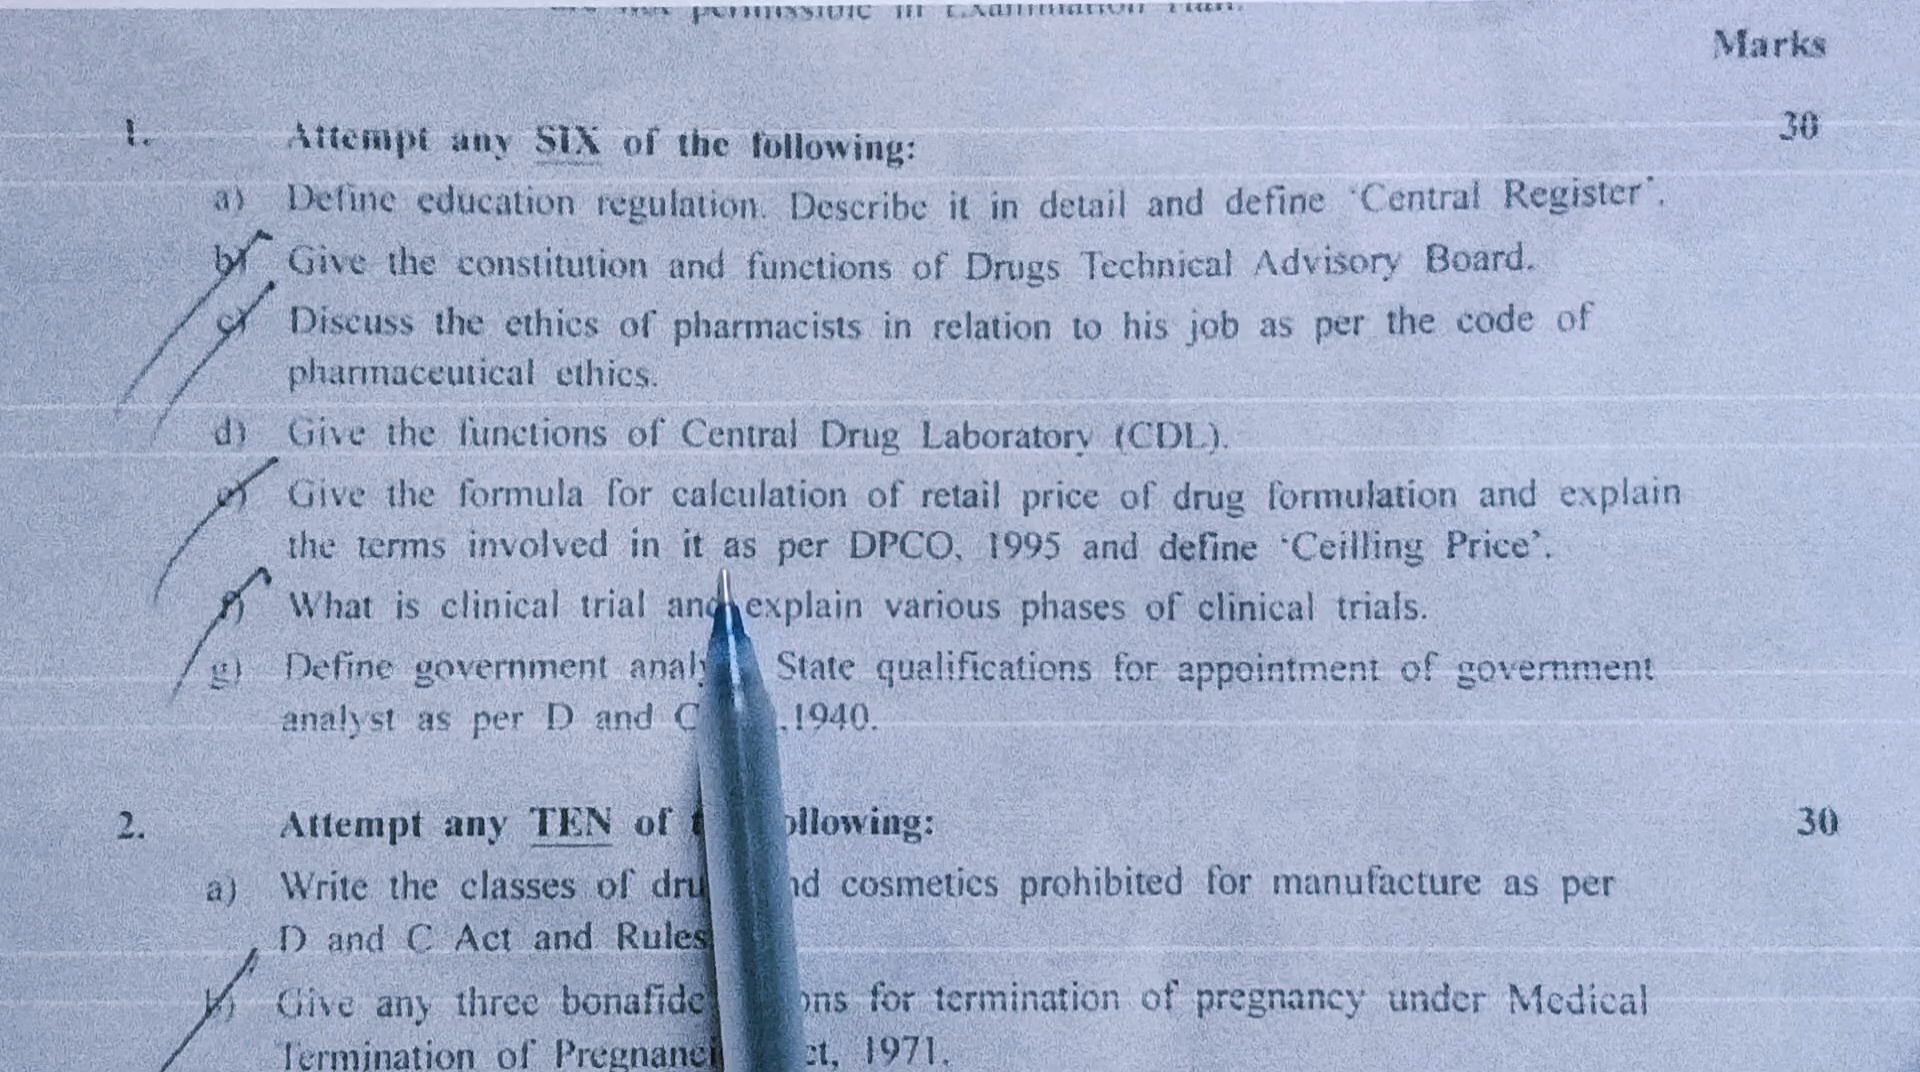 permissible in Examination Hall.
Marks
1. Attempt any SIX of the following: 30
a) Define education regulation. Describe it in detail and define 'Central Register'.
b) Give the constitution and functions of Drugs Technical Advisory Board.
c) Discuss the ethics of pharmacists in relation to his job as per the code of
pharmaceutical ethics.
d) Give the functions of Central Drug Laboratory (CDL).
e) Give the formula for calculation of retail price of drug formulation and explain
the terms involved in it as per DPCO, 1995 and define 'Ceilling Price'.
f) What is clinical trial and explain various phases of clinical trials.
g) Define government State qualifications for appointment of government
analyst as per D and C ,1940.
2. Attempt any TEN of 30
a) Write the classes of cosmetics prohibited for manufacture as per
D and C Act and Rules
b) Give any three bonafide for termination of pregnancy under Medical
Termination of 1971.